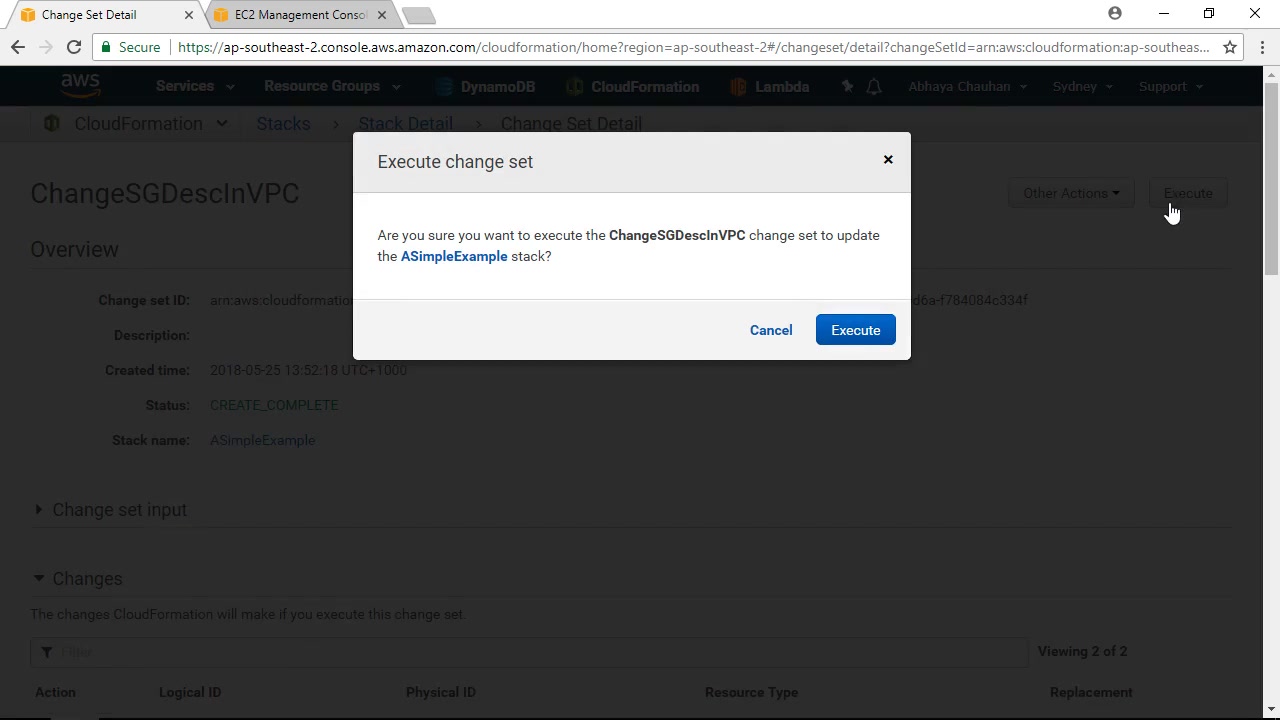 Change Set Detail
EC2 Management Consol
Secure
https://ap-southeast-2.console.aws.amazon.com/cloudformation/home?region=ap-southeast-2#/changeset/detail?changeSetId=arn:aws:cloudformation:ap-southeas...
aws
Services
Resource Groups
DynamoDB
CloudFormation
Lambda
Abhaya Chauhan
Sydney
Support
CloudFormation
Stacks
Stack Detail
Change Set Detail
Execute change set
ChangeSGDescInVPC
Other Actions
Execute
Are you sure you want to execute the ChangeSGDescInVPC change set to update
the ASimpleExample stack?
Overview
Change set ID: arn:aws:cloudformatio
d6a-f784084c334f
Cancel
Execute
Description:
Created time: 2018-05-25 13:52:18 UTC+1000
Status: CREATE_COMPLETE
Stack name: ASimpleExample
Change set input
Changes
The changes CloudFormation will make if you execute this change set.
Filter
Viewing 2 of 2
Action
Logical ID
Physical ID
Resource Type
Replacement